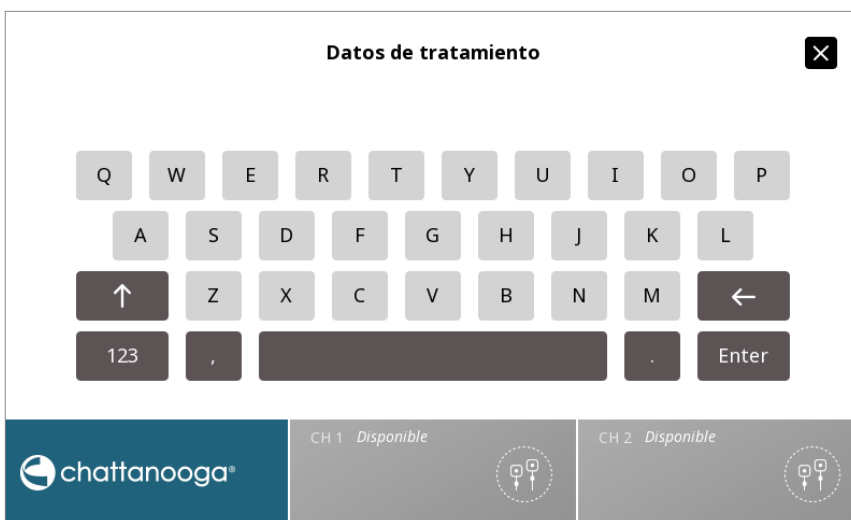 Datos de tratamiento
Q W E R T Y U I O P
A S D F G H J K L
Z X C V B N M
123 , . Enter
chattanooga®
CH 1 Disponible
CH 2 Disponible